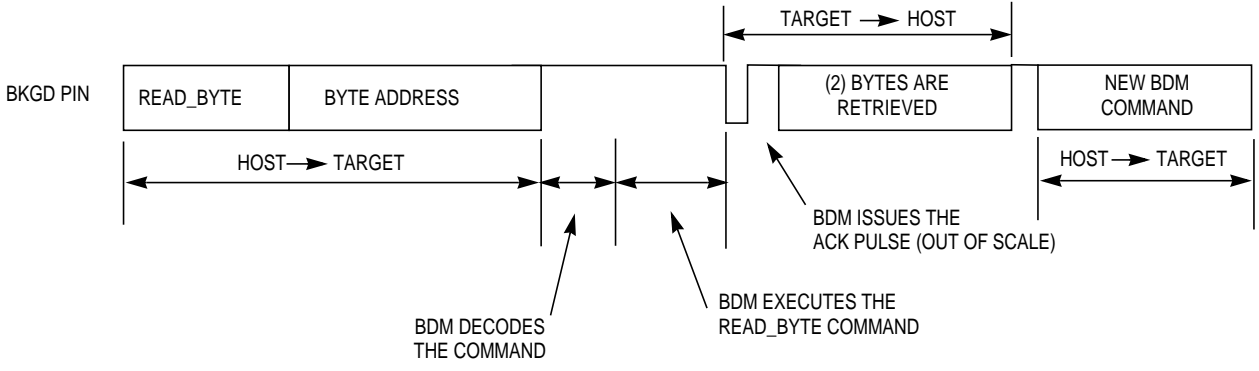 TARGET → HOST
BKGD PIN
READ_BYTE
BYTE ADDRESS
(2) BYTES ARE
RETRIEVED
NEW BDM
COMMAND
HOST → TARGET
HOST → TARGET
BDM ISSUES THE
ACK PULSE (OUT OF SCALE)
BDM EXECUTES THE
READ_BYTE COMMAND
BDM DECODES
THE COMMAND